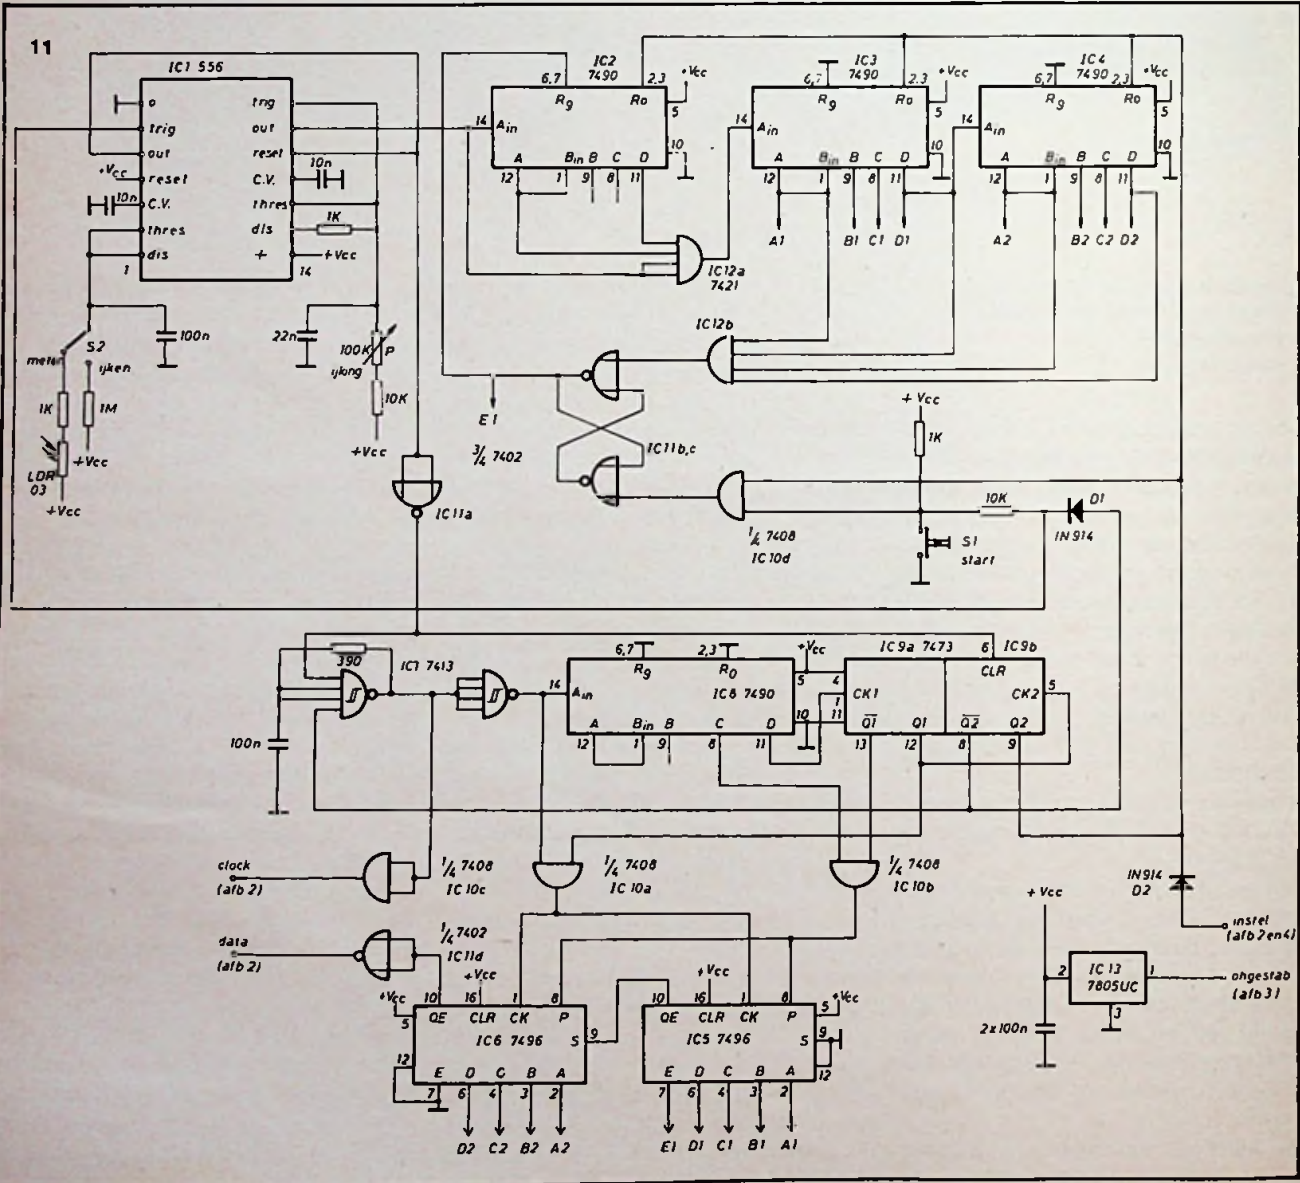 11
IC1 556
o
trig
out
reset
C.V.
thres
dis
trig
out
reset
C.V.
thres
dis
+
+Vcc
10n
10n
1K
+Vcc
1
14
100n
22n
S2
meten
ijken
1K
1M
LDR
03
+Vcc
+Vcc
100K
P
ijking
10K
+Vcc
IC2
7490
6,7
2,3
+Vcc
5
R9
Ro
14
Ain
10
A
Bin
B
C
D
12
1
9
8
11
IC3
7490
6,7
2,3
+Vcc
5
R9
Ro
14
Ain
10
A
Bin
B
C
D
12
1
9
8
11
A1
B1
C1
D1
IC4
7490
6,7
2,3
+Vcc
5
R9
Ro
14
Ain
10
A
Bin
B
C
D
12
1
9
8
11
A2
B2
C2
D2
IC12a
7421
IC12b
E1
3/4 7402
IC11b,c
IC11a
1/4 7408
IC10d
+Vcc
1K
10K
D1
IN914
S1
start
390
IC7 7413
100n
6,7
2,3
R9
Ro
+Vcc
5
IC8 7490
14
Ain
10
A
Bin
B
C
D
12
1
9
8
11
IC9a 7473
IC9b
6
CLR
4
1
CK1
11
5
CK2
Q1
Q1
Q2
Q2
13
12
8
9
clock
(afb 2)
1/4 7408
IC10c
1/4 7408
IC10a
1/4 7408
IC10b
data
(afb 2)
1/4 7402
IC11d
+Vcc
+Vcc
5
10
16
1
8
QE
CLR
CK
P
IC6 7496
S
9
12
E
D
C
B
A
7
6
4
3
2
D2
C2
B2
A2
+Vcc
10
16
1
8
5
+Vcc
QE
CLR
CK
P
IC5 7496
S
9
12
E
D
C
B
A
7
6
4
3
2
E1
D1
C1
B1
A1
IN914
D2
instel
(afb 2en4)
+Vcc
2
IC13
7805UC
1
3
ongestab
(afb3)
2x100n